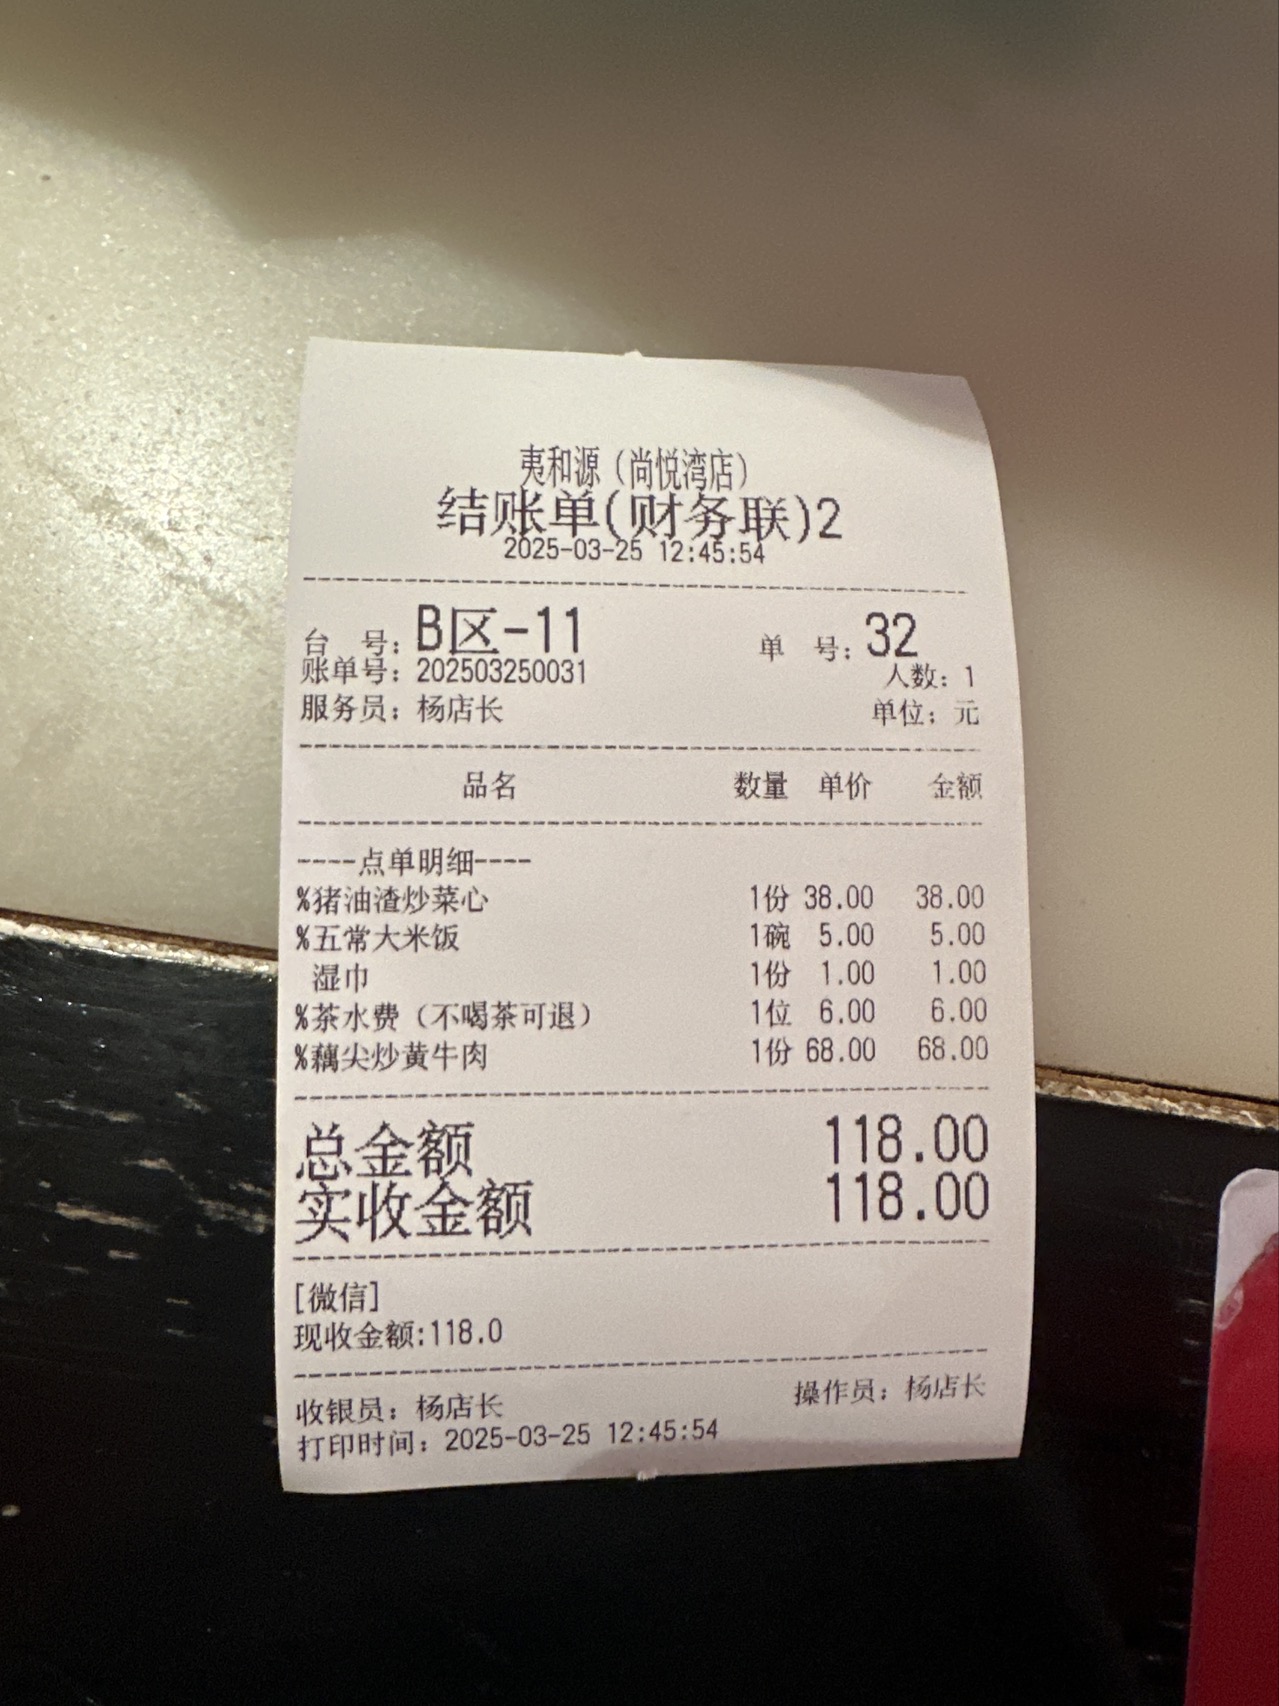 夷和源（尚悦湾店）
结账单(财务联)2
2025-03-25 12:45:54
台 号：B区-11 单 号：32
账单号：202503250031 人数：1
服务员：杨店长 单位：元
品名 数量 单价 金额
----点单明细----
%猪油渣炒菜心 1份 38.00 38.00
%五常大米饭 1碗 5.00 5.00
湿巾 1份 1.00 1.00
%茶水费（不喝茶可退） 1位 6.00 6.00
%藕尖炒黄牛肉 1份 68.00 68.00
总金额 118.00
实收金额 118.00
[微信]
现收金额:118.0
收银员：杨店长 操作员：杨店长
打印时间：2025-03-25 12:45:54